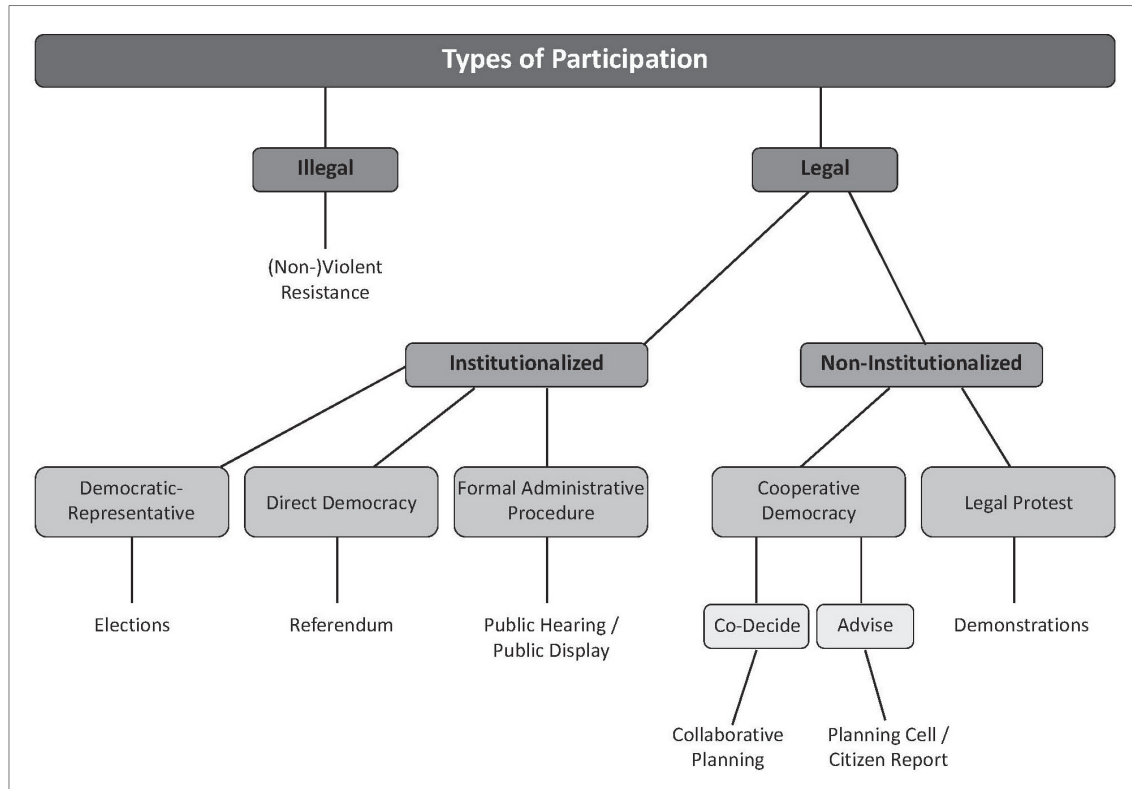 Types of Participation
Illegal
Legal
(Non-)Violent
Resistance
Institutionalized
Non-Institutionalized
Democratic-
Representative
Direct Democracy
Formal Administrative
Procedure
Cooperative
Democracy
Legal Protest
Elections
Referendum
Public Hearing /
Public Display
Co-Decide
Advise
Demonstrations
Collaborative
Planning
Planning Cell /
Citizen Report